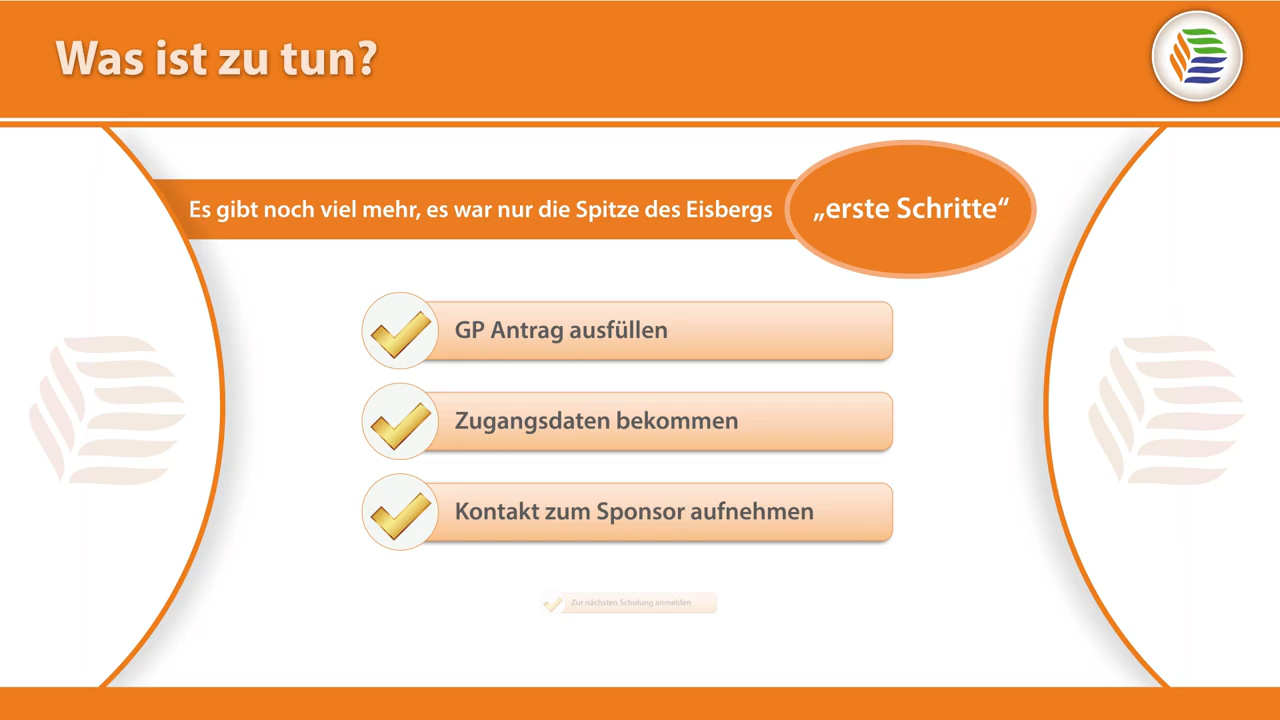 Was ist zu tun?
Es gibt noch viel mehr, es war nur die Spitze des Eisbergs
„erste Schritte“
GP Antrag ausfüllen
Zugangsdaten bekommen
Kontakt zum Sponsor aufnehmen
Zur nächsten Schulung anmelden